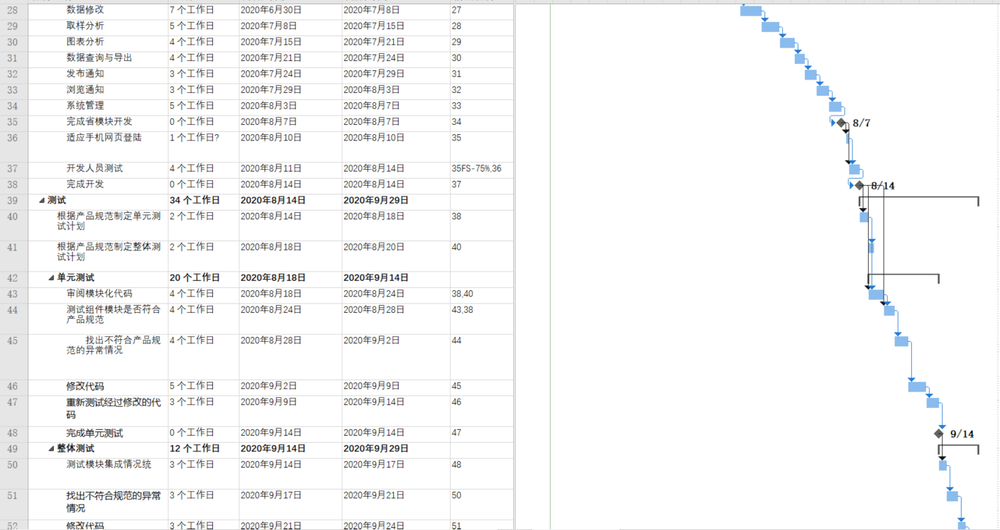 28 数据修改 7 个工作日 2020年6月30日 2020年7月8日 27
29 取样分析 5 个工作日 2020年7月8日 2020年7月15日 28
30 图表分析 4 个工作日 2020年7月15日 2020年7月21日 29
31 数据查询与导出 4 个工作日 2020年7月21日 2020年7月24日 30
32 发布通知 3 个工作日 2020年7月24日 2020年7月29日 31
33 浏览通知 3 个工作日 2020年7月29日 2020年8月3日 32
34 系统管理 5 个工作日 2020年8月3日 2020年8月7日 33
35 完成省模块开发 0 个工作日 2020年8月7日 2020年8月7日 34 8/7
36 适应手机网页登陆 1 个工作日? 2020年8月10日 2020年8月10日 35
37 开发人员测试 4 个工作日 2020年8月11日 2020年8月14日 35FS-75%,36
38 完成开发 0 个工作日 2020年8月14日 2020年8月14日 37 8/14
39 测试 34 个工作日 2020年8月14日 2020年9月29日
40 根据产品规范制定单元测 2 个工作日 2020年8月14日 2020年8月18日 38
试计划
41 根据产品规范制定整体测 2 个工作日 2020年8月18日 2020年8月20日 40
试计划
42 单元测试 20 个工作日 2020年8月18日 2020年9月14日
43 审阅模块化代码 4 个工作日 2020年8月18日 2020年8月24日 38,40
44 测试组件模块是否符合 4 个工作日 2020年8月24日 2020年8月28日 43,38
产品规范
45 找出不符合产品规 4 个工作日 2020年8月28日 2020年9月2日 44
范的异常情况
46 修改代码 5 个工作日 2020年9月2日 2020年9月9日 45
47 重新测试经过修改的代 3 个工作日 2020年9月9日 2020年9月14日 46
码
48 完成单元测试 0 个工作日 2020年9月14日 2020年9月14日 47 9/14
49 整体测试 12 个工作日 2020年9月14日 2020年9月29日
50 测试模块集成情况统 3 个工作日 2020年9月14日 2020年9月17日 48
51 找出不符合规范的异常 3 个工作日 2020年9月17日 2020年9月21日 50
情况
52 修改代码 3 个工作日 2020年9月21日 2020年9月24日 51